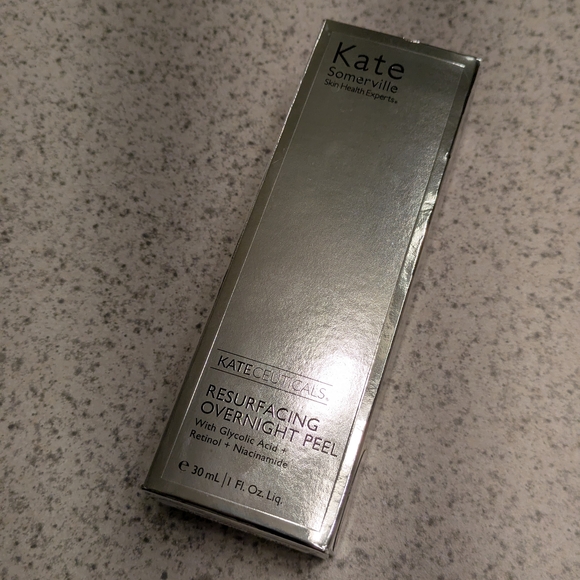 Kate
Somerville
Skin Health Experts®
KATECEUTICALS®
RESURFACING
OVERNIGHT PEEL
With Glycolic Acid +
Retinol + Niacinamide
℮ 30 mL | 1 Fl. Oz. Liq.